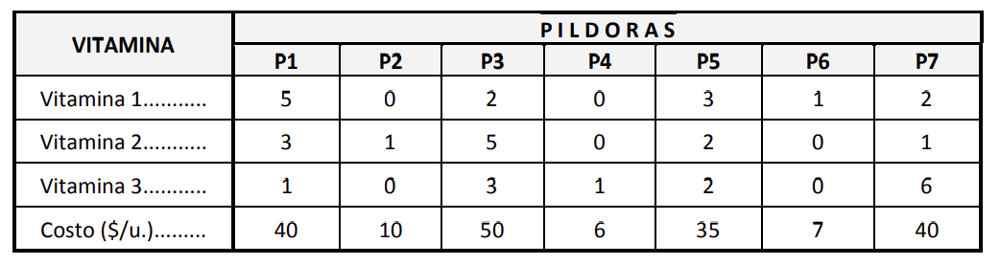 VITAMINA PILDORAS
P1 P2 P3 P4 P5 P6 P7
Vitamina 1........... 5 0 2 0 3 1 2
Vitamina 2........... 3 1 5 0 2 0 1
Vitamina 3........... 1 0 3 1 2 0 6
Costo ($/u.)......... 40 10 50 6 35 7 40